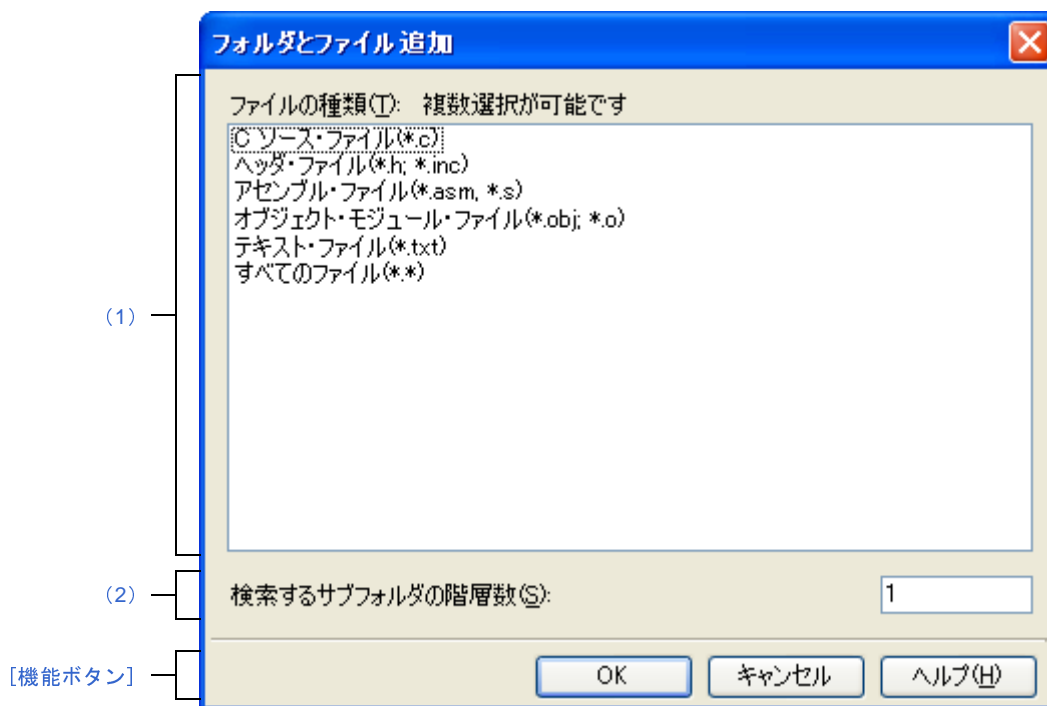 フォルダとファイル追加
ファイルの種類(T): 複数選択が可能です
C ソース・ファイル(*.c)
ヘッダ・ファイル(*.h; *.inc)
アセンブル・ファイル(*.asm, *.s)
オブジェクト・モジュール・ファイル(*.obj; *.o)
テキスト・ファイル(*.txt)
すべてのファイル(*.*)
(1)
(2)
検索するサブフォルダの階層数(S):
1
[機能ボタン]
OK
キャンセル
ヘルプ(H)